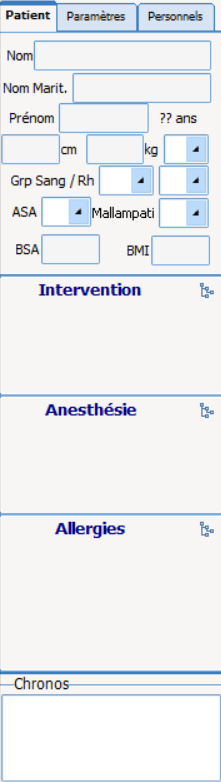 Patient Paramètres Personnels
Nom
Nom Marit.
Prénom ?? ans
cm kg
Grp Sang / Rh
ASA Mallampati
BSA BMI
Intervention
Anesthésie
Allergies
Chronos